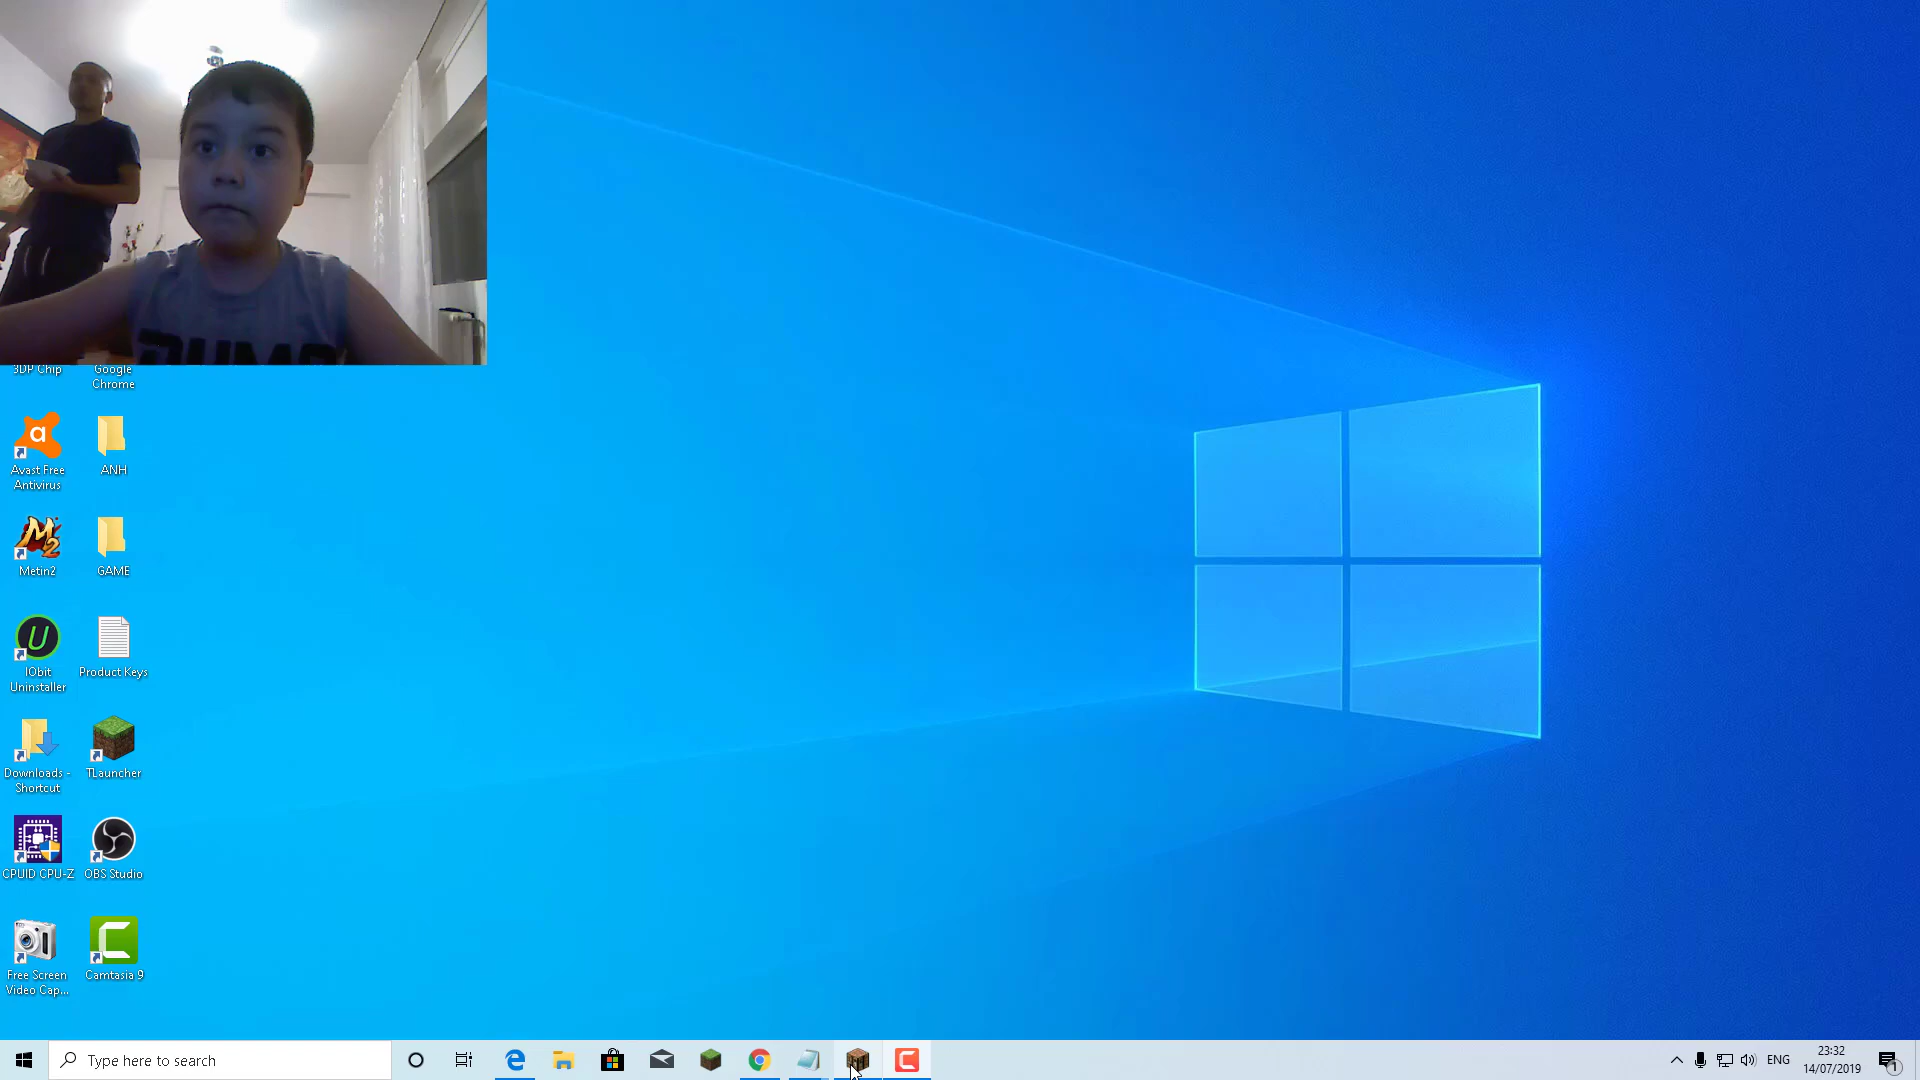 3DP Chip
Google
Chrome
Avast Free
Antivirus
ANH
Metin2
GAME
IObit
Uninstaller
Product Keys
Downloads -
Shortcut
TLauncher
CPUID CPU-Z
OBS Studio
Free Screen
Video Cap...
Camtasia 9
Type here to search
ENG
23:32
14/07/2019
1